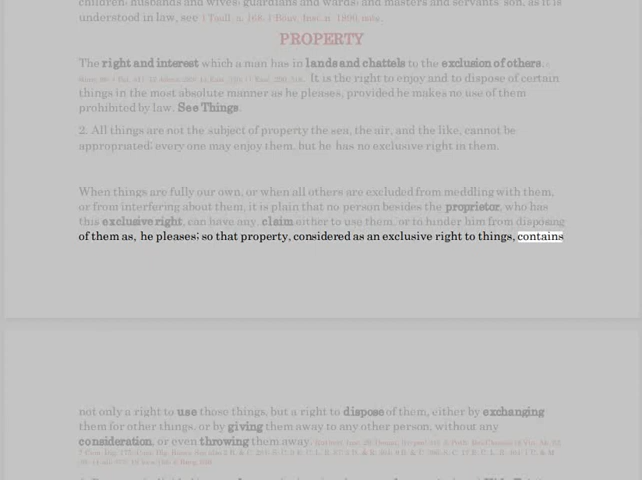 children; husbands and wives; guardians and wards; and masters and servants son, as it is
understood in law, see 1 Toull. n. 168. 1 Bouv. Inst. n. 1890, note.
PROPERTY
The right and interest which a man has in lands and chattels to the exclusion of others.
It is the right to enjoy and to dispose of certain
things in the most absolute manner as he pleases, provided he makes no use of them
prohibited by law. See Things.
2. All things are not the subject of property the sea, the air, and the like, cannot be
appropriated; every one may enjoy them, but he has no exclusive right in them.
When things are fully our own, or when all others are excluded from meddling with them,
or from interfering about them, it is plain that no person besides the proprietor, who has
this exclusive right, can have any, claim either to use them, or to hinder him from disposing
of them as, he pleases; so that property, considered as an exclusive right to things, contains
not only a right to use those things, but a right to dispose of them, either by exchanging
them for other things, or by giving them away to any other person, without any
consideration, or even throwing them away.